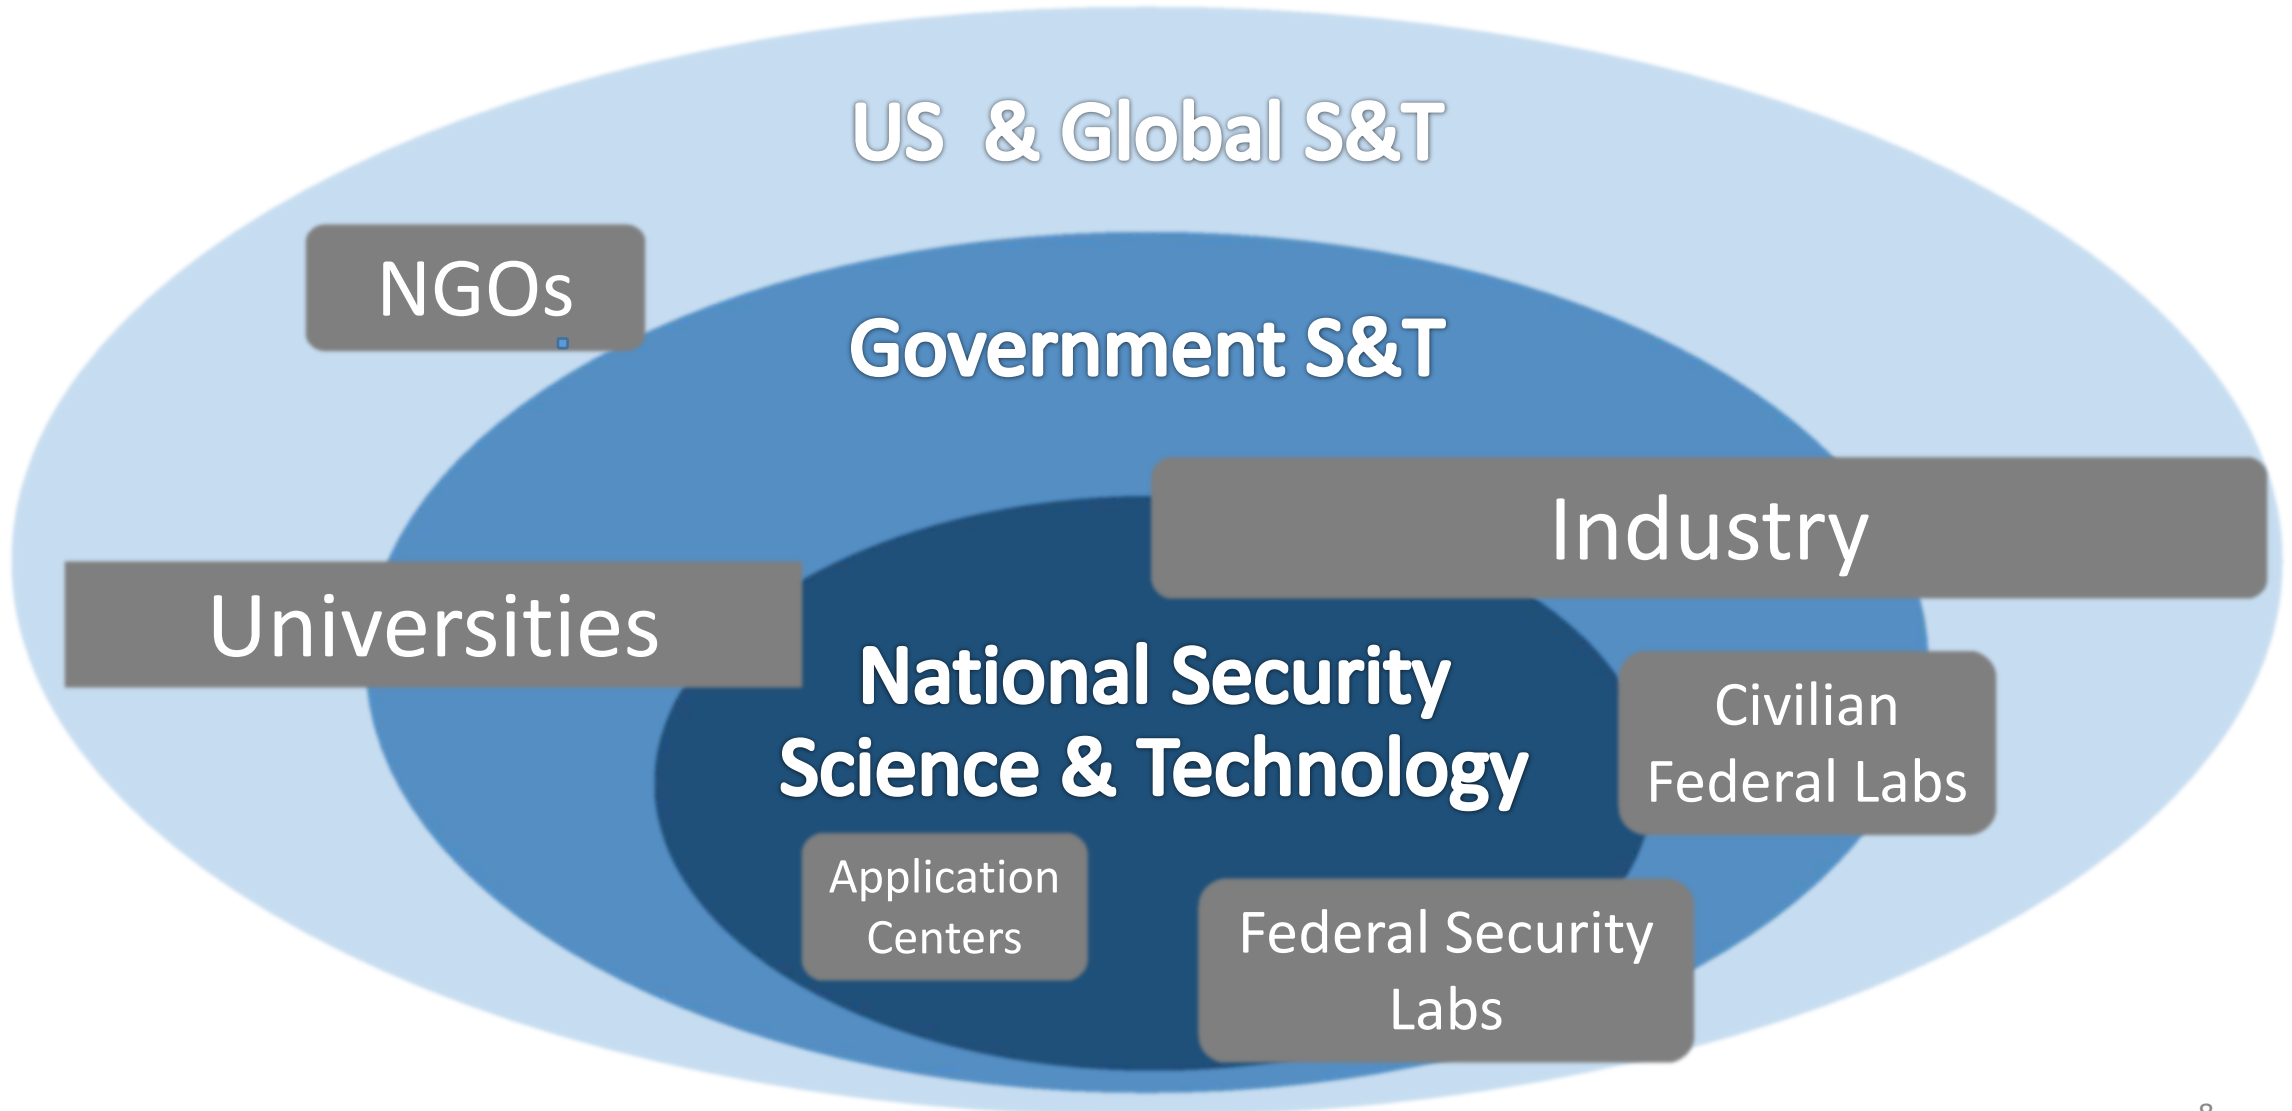 US & Global S&T
NGOs
Government S&T
Industry
Universities
National Security
Science & Technology
Civilian
Federal Labs
Application
Centers
Federal Security
Labs